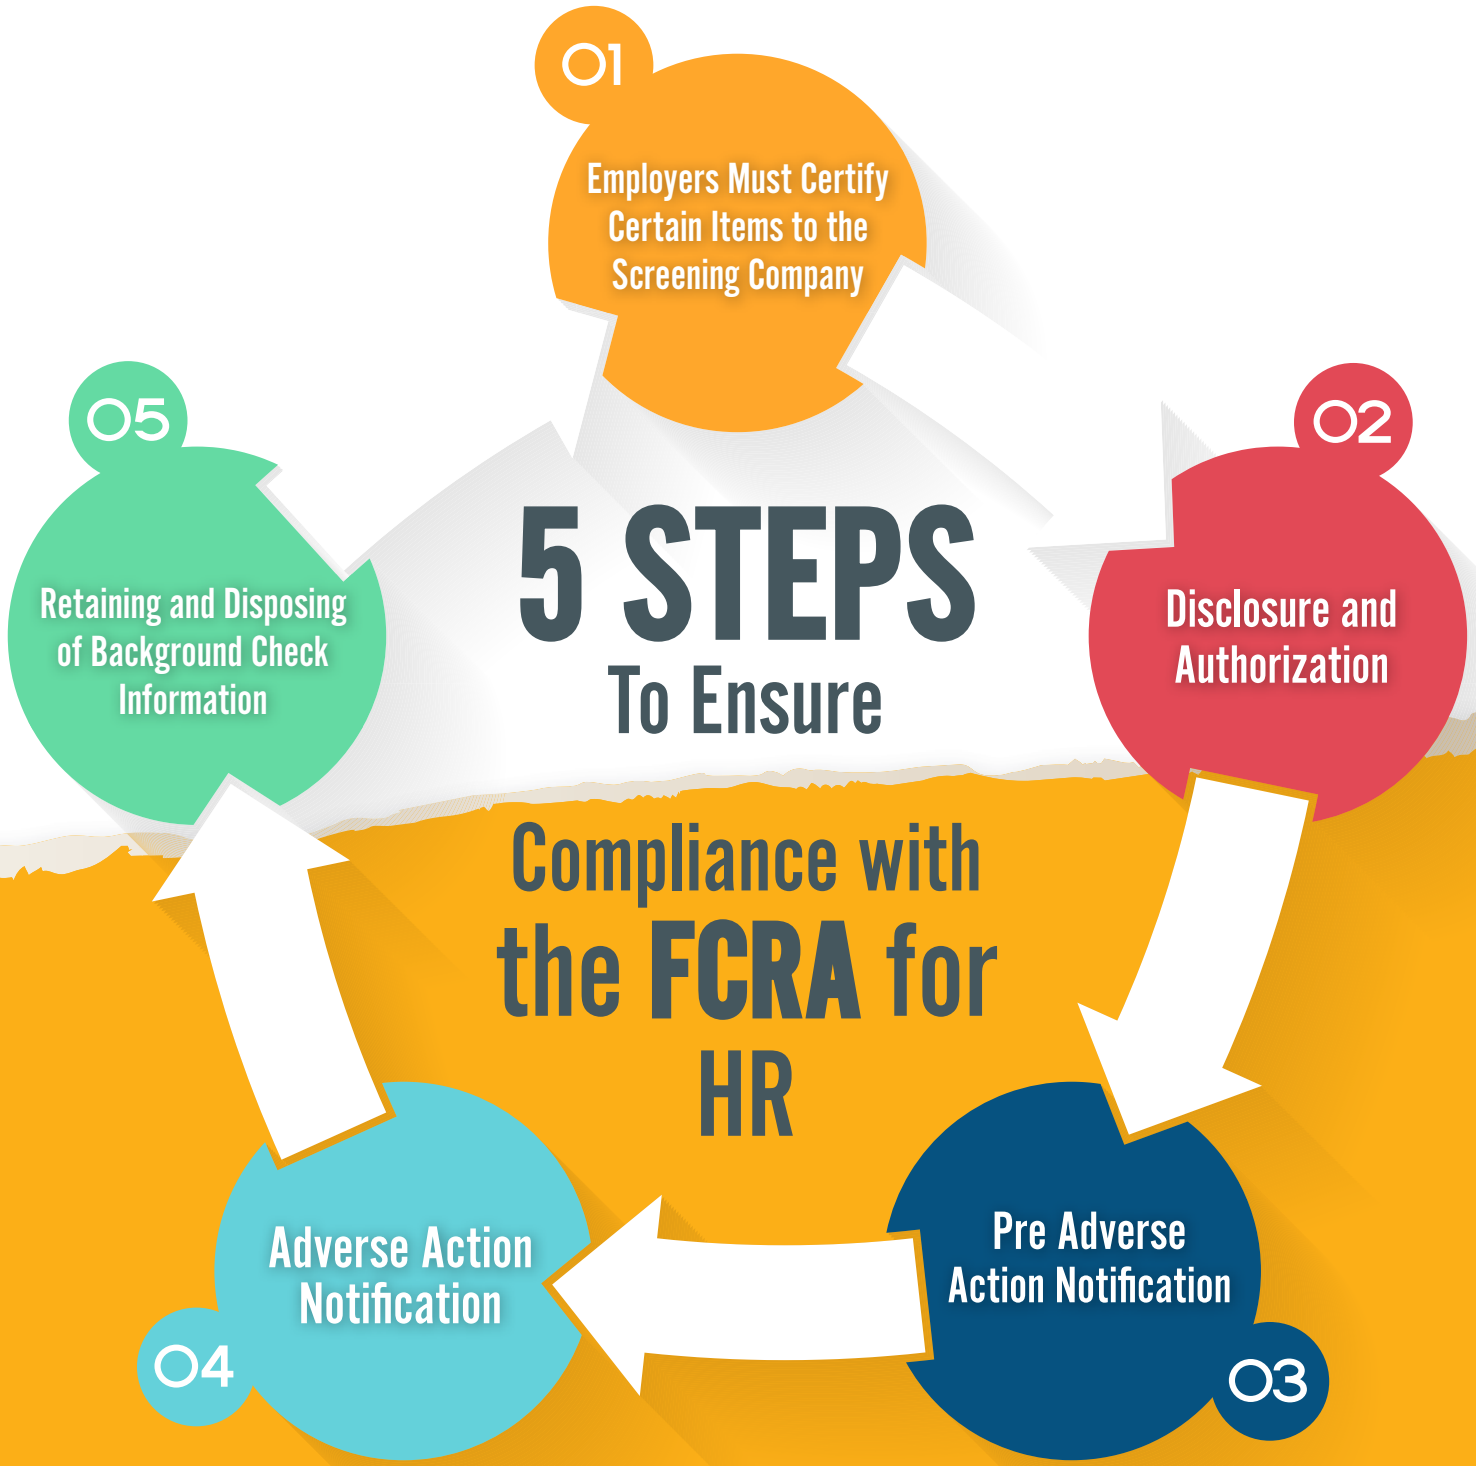 5 STEPS
To Ensure
Compliance with
the FCRA for
HR
01
Employers Must Certify
Certain Items to the
Screening Company
02
Disclosure and
Authorization
03
Pre Adverse
Action Notification
04
Adverse Action
Notification
05
Retaining and Disposing
of Background Check
Information